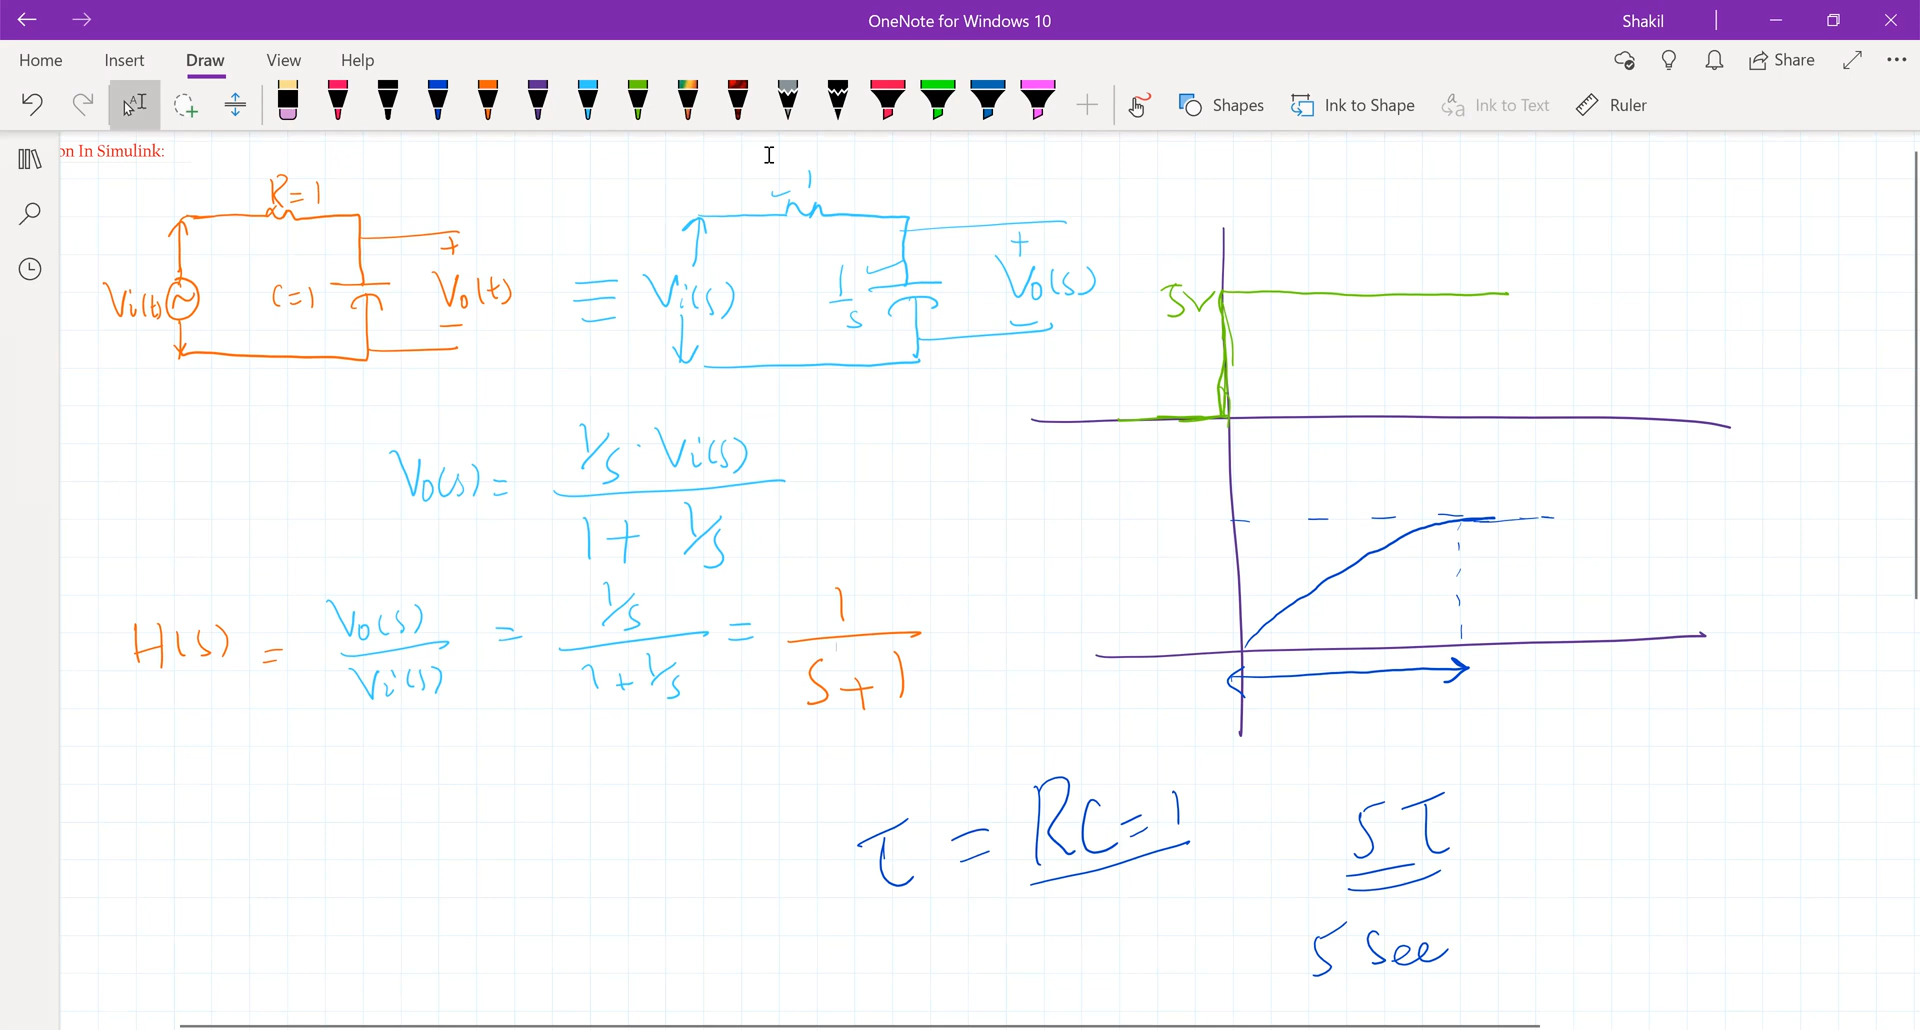 OneNote for Windows 10
Shakil
Home Insert Draw View Help
Share
Shapes Ink to Shape Ink to Text Ruler
on In Simulink:
R=1
Vi(t)
C=1
+
Vo(t)
−
≡
1
Vi(s)
1/s
+
Vo(s)
−
5V
Vo(s) = (1/s · Vi(s)) / (1 + 1/s)
H(s) = Vo(s)/Vi(s) = (1/s)/(1 + 1/s) = 1/(s+1)
τ = RC=1
5τ
5 Sec